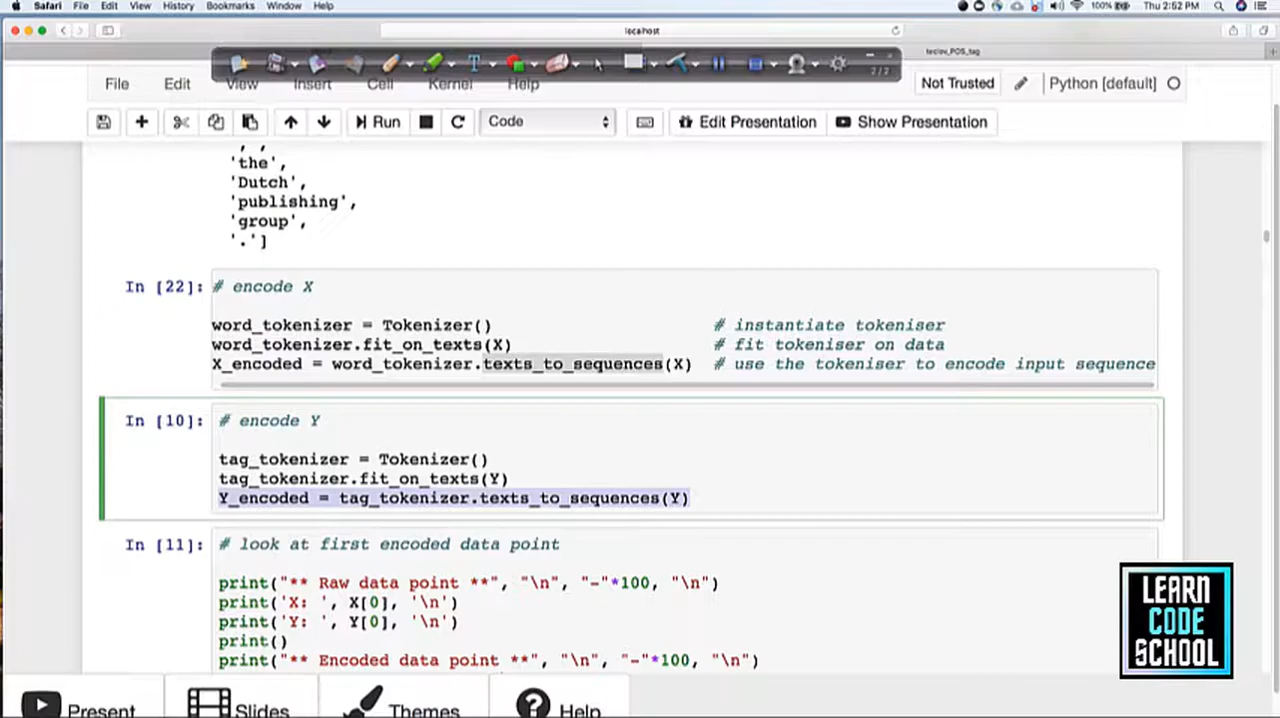 Safari File Edit View History Bookmarks Window Help 100% Thu 2:52 PM
localhost
teclov_POS_tag
2/2
File Edit View Insert Cell Kernel Help Not Trusted Python [default]
Run Code Edit Presentation Show Presentation
',',
'the',
'Dutch',
'publishing',
'group',
'.']
In [22]: # encode X
word_tokenizer = Tokenizer() # instantiate tokeniser
word_tokenizer.fit_on_texts(X) # fit tokeniser on data
X_encoded = word_tokenizer.texts_to_sequences(X) # use the tokeniser to encode input sequence
In [10]: # encode Y
tag_tokenizer = Tokenizer()
tag_tokenizer.fit_on_texts(Y)
Y_encoded = tag_tokenizer.texts_to_sequences(Y)
In [11]: # look at first encoded data point
print("** Raw data point **", "\n", "-"*100, "\n")
print('X: ', X[0], '\n')
print('Y: ', Y[0], '\n')
print()
print("** Encoded data point **", "\n", "-"*100, "\n")
LEARN
CODE
SCHOOL
Present Slides Themes Help